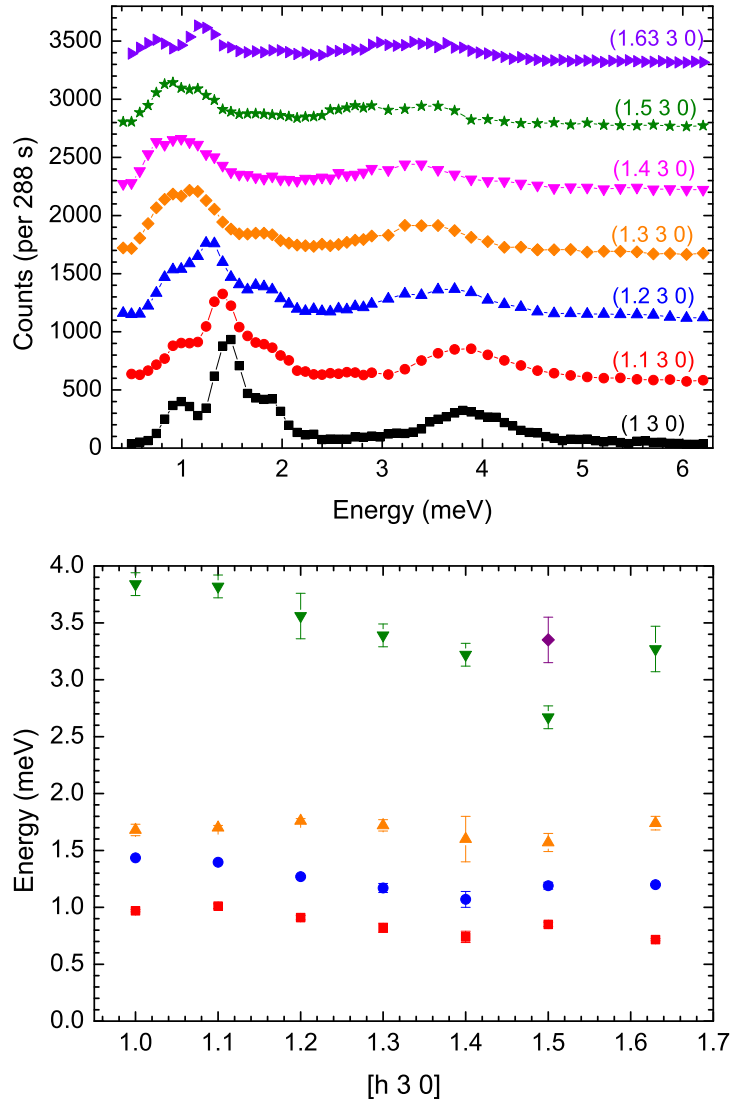 3500
3000
2500
2000
1500
1000
500
0
Counts (per 288 s)
(1.63 3 0)
(1.5 3 0)
(1.4 3 0)
(1.3 3 0)
(1.2 3 0)
(1.1 3 0)
(1 3 0)
1 2 3 4 5 6
Energy (meV)
4.0
3.5
3.0
2.5
2.0
1.5
1.0
0.5
0.0
Energy (meV)
1.0 1.1 1.2 1.3 1.4 1.5 1.6 1.7
[h 3 0]